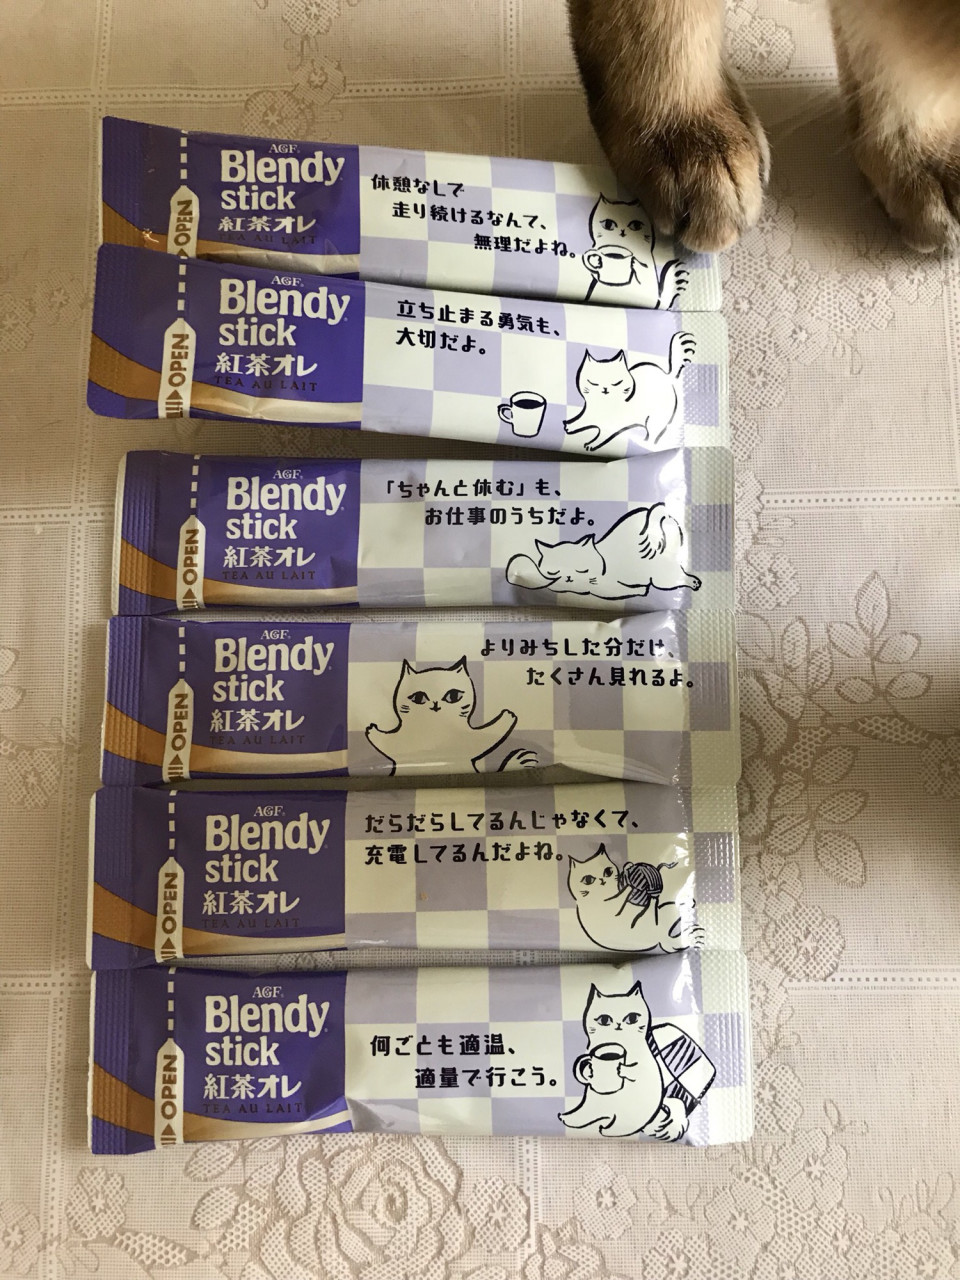 AGF
Blendy
stick
紅茶オレ
TEA AU LAIT
OPEN
休憩なしで
走り続けるなんて、
無理だよね。
AGF
Blendy
stick
紅茶オレ
TEA AU LAIT
OPEN
立ち止まる勇気も、
大切だよ。
AGF
Blendy
stick
紅茶オレ
TEA AU LAIT
OPEN
「ちゃんと休む」も、
お仕事のうちだよ。
AGF
Blendy
stick
紅茶オレ
TEA AU LAIT
OPEN
よりみちした分だけ、
たくさん見れるよ。
AGF
Blendy
stick
紅茶オレ
TEA AU LAIT
OPEN
だらだらしてるんじゃなくて、
充電してるんだよね。
AGF
Blendy
stick
紅茶オレ
TEA AU LAIT
OPEN
何ごとも適温、
適量で行こう。